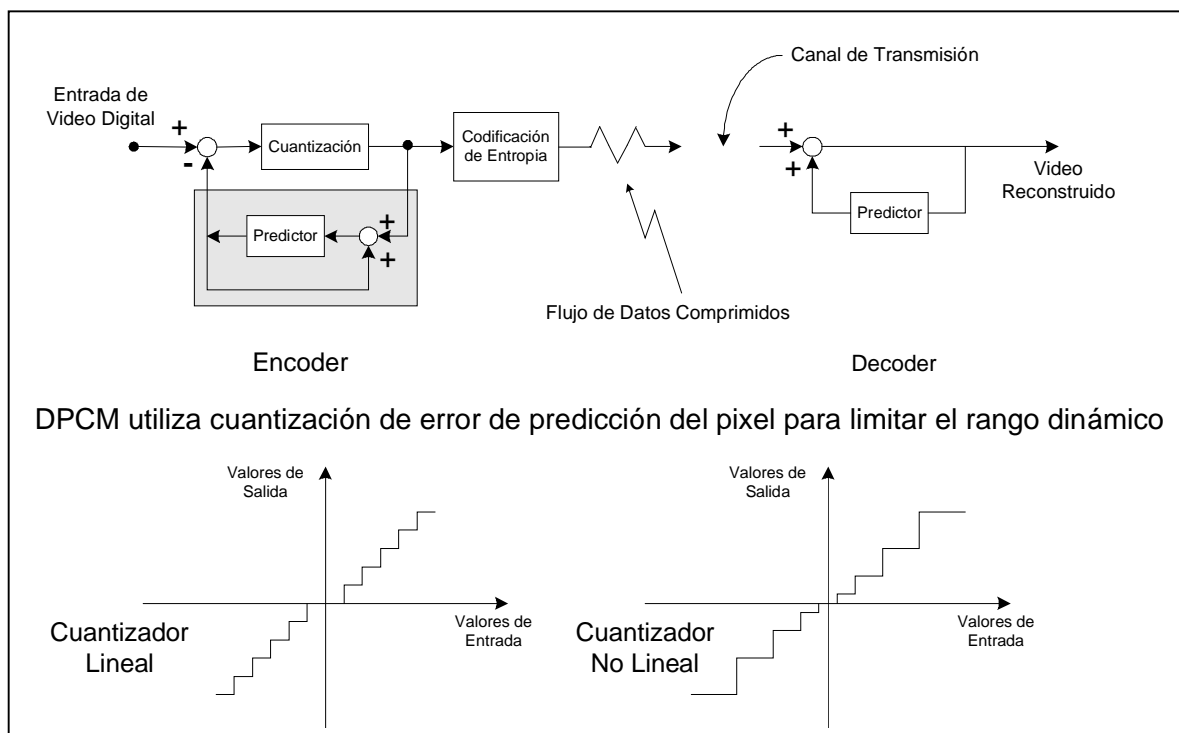 Canal de Transmisión
Entrada de
Video Digital
+
-
Cuantización
Codificación
de Entropia
+
+
Video
Reconstruido
Predictor
Predictor
+
+
Flujo de Datos Comprimidos
Encoder
Decoder
DPCM utiliza cuantización de error de predicción del pixel para limitar el rango dinámico
Valores de
Salida
Valores de
Entrada
Cuantizador
Lineal
Valores de
Salida
Valores de
Entrada
Cuantizador
No Lineal